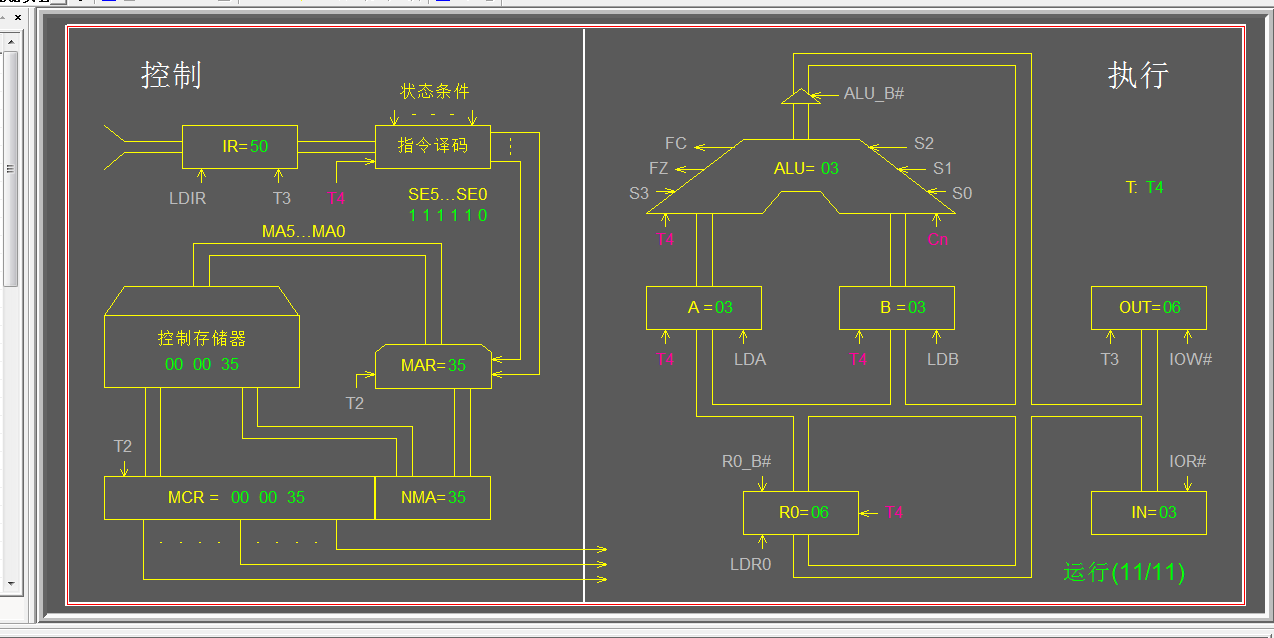 控制
执行
状态条件
ALU_B#
IR=50
指令译码
FC
S2
FZ
ALU= 03
S1
S3
S0
T: T4
LDIR
T3
T4
SE5...SE0
1 1 1 1 1 0
MA5...MA0
T4
Cn
控制存储器
00 00 35
A =03
B =03
OUT=06
MAR=35
T4
LDA
T4
LDB
T3
IOW#
T2
T2
R0_B#
IOR#
MCR = 00 00 35
NMA=35
R0=06
T4
IN=03
LDR0
运行(11/11)